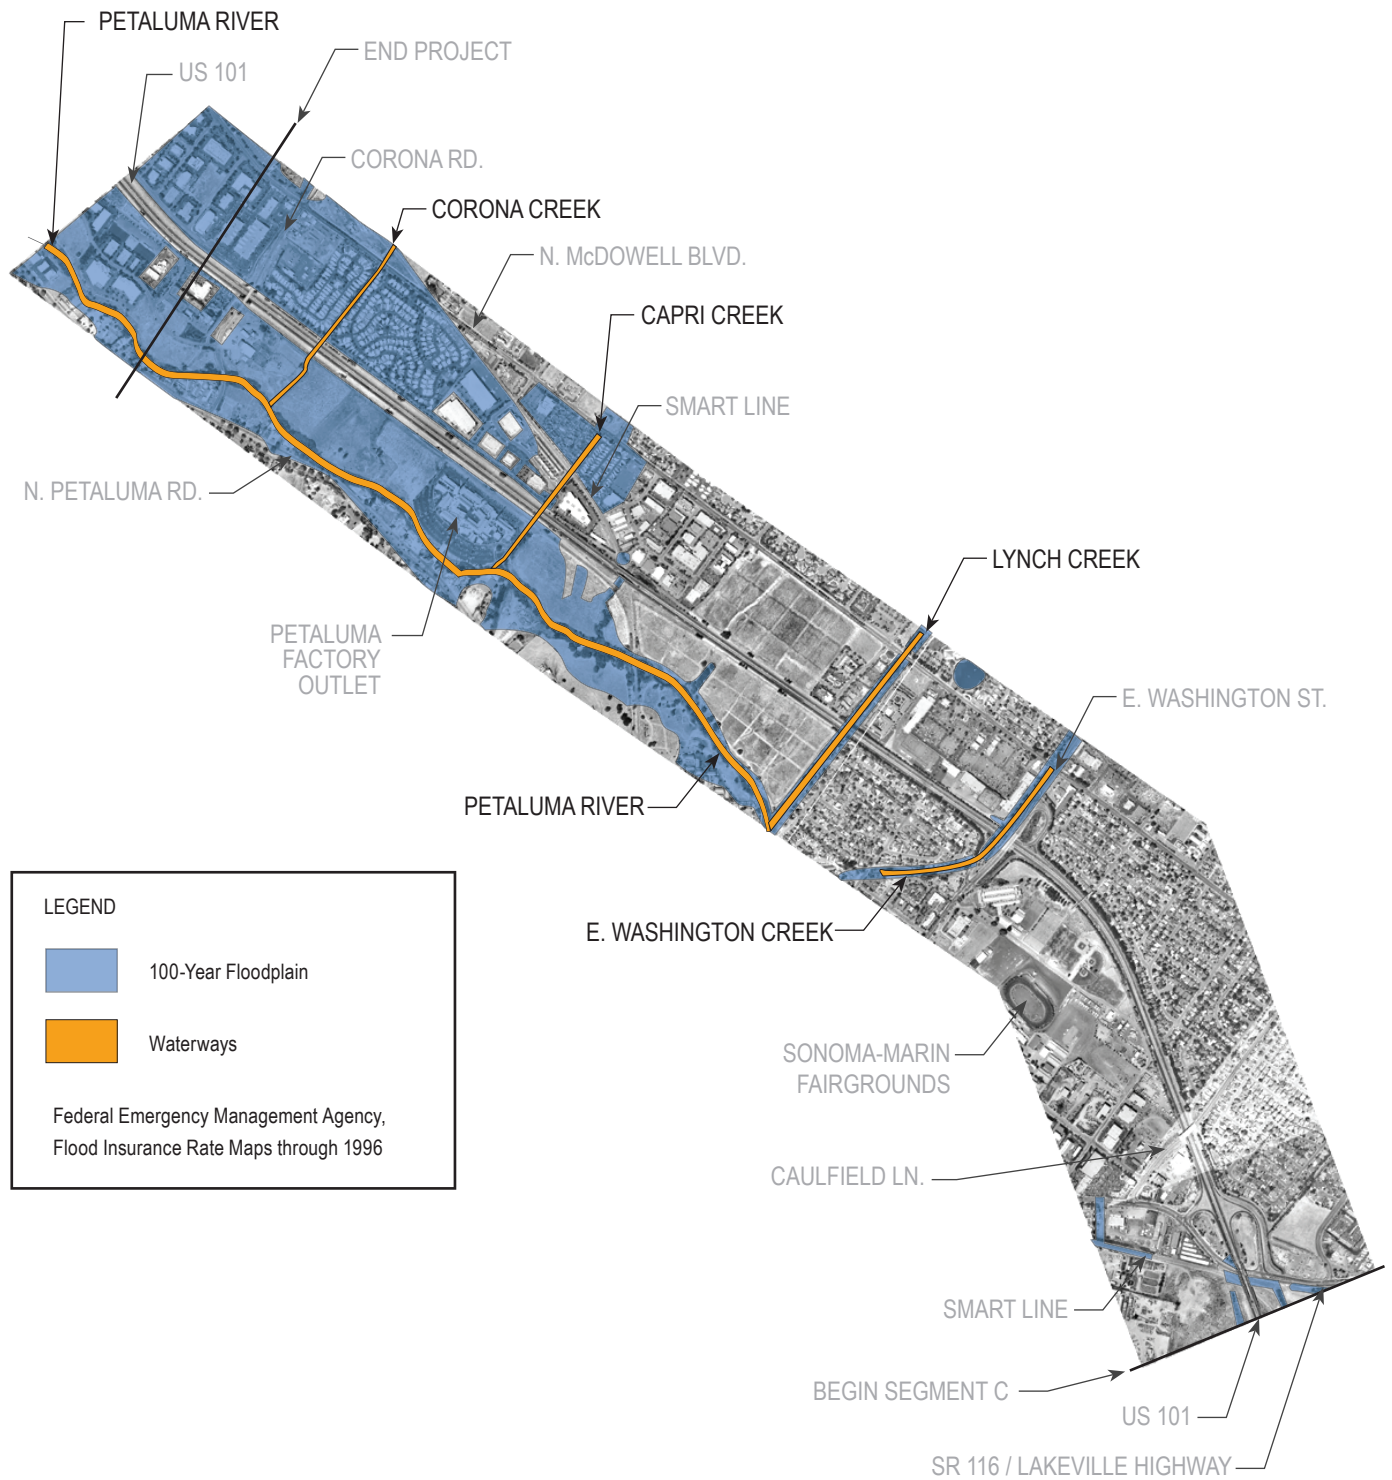 PETALUMA RIVER
END PROJECT
US 101
CORONA RD.
CORONA CREEK
N. McDOWELL BLVD.
CAPRI CREEK
SMART LINE
N. PETALUMA RD.
LYNCH CREEK
PETALUMA
FACTORY
OUTLET
E. WASHINGTON ST.
PETALUMA RIVER
E. WASHINGTON CREEK
LEGEND
100-Year Floodplain
Waterways
Federal Emergency Management Agency,
Flood Insurance Rate Maps through 1996
SONOMA-MARIN
FAIRGROUNDS
CAULFIELD LN.
SMART LINE
BEGIN SEGMENT C
US 101
SR 116 / LAKEVILLE HIGHWAY